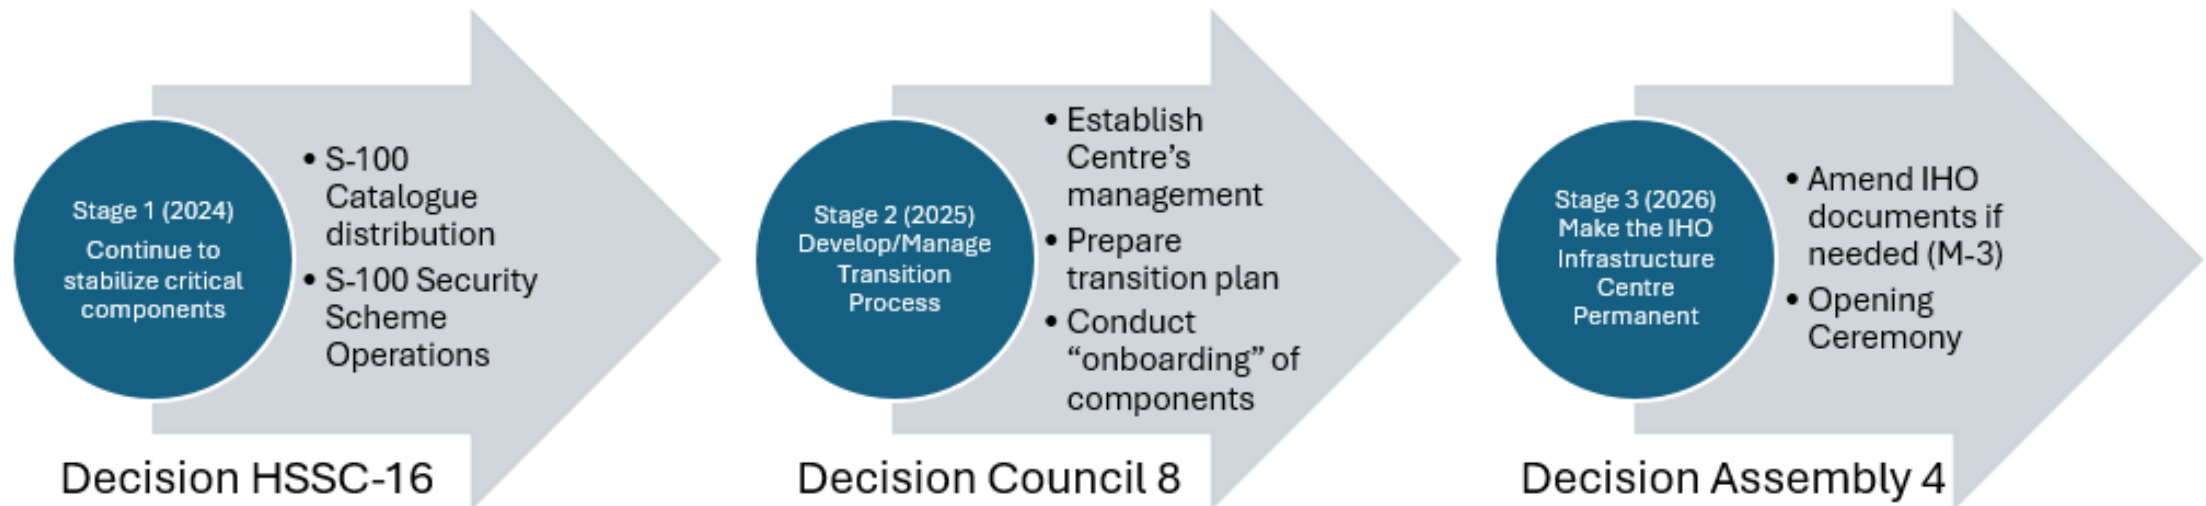 Stage 1 (2024)
Continue to
stabilize critical
components
• S-100
Catalogue
distribution
• S-100 Security
Scheme
Operations
Decision HSSC-16
Stage 2 (2025)
Develop/Manage
Transition
Process
• Establish
Centre’s
management
• Prepare
transition plan
• Conduct
“onboarding” of
components
Decision Council 8
Stage 3 (2026)
Make the IHO
Infrastructure
Centre
Permanent
• Amend IHO
documents if
needed (M-3)
• Opening
Ceremony
Decision Assembly 4